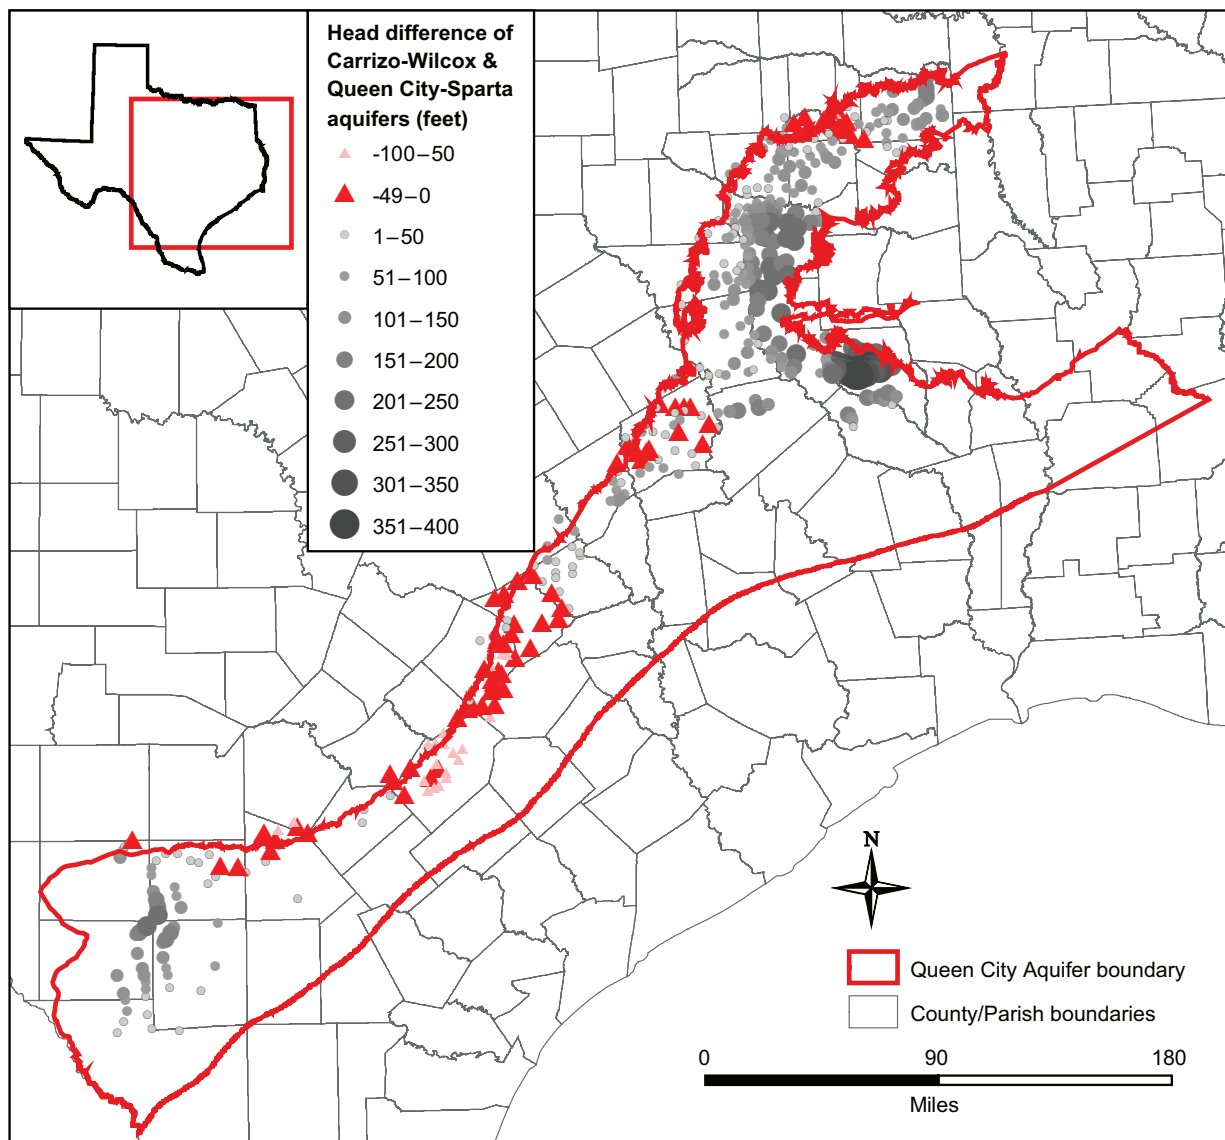 Head difference of
Carrizo-Wilcox &
Queen City-Sparta
aquifers (feet)
-100–50
-49–0
1–50
51–100
101–150
151–200
201–250
251–300
301–350
351–400
N
Queen City Aquifer boundary
County/Parish boundaries
0 90 180
Miles